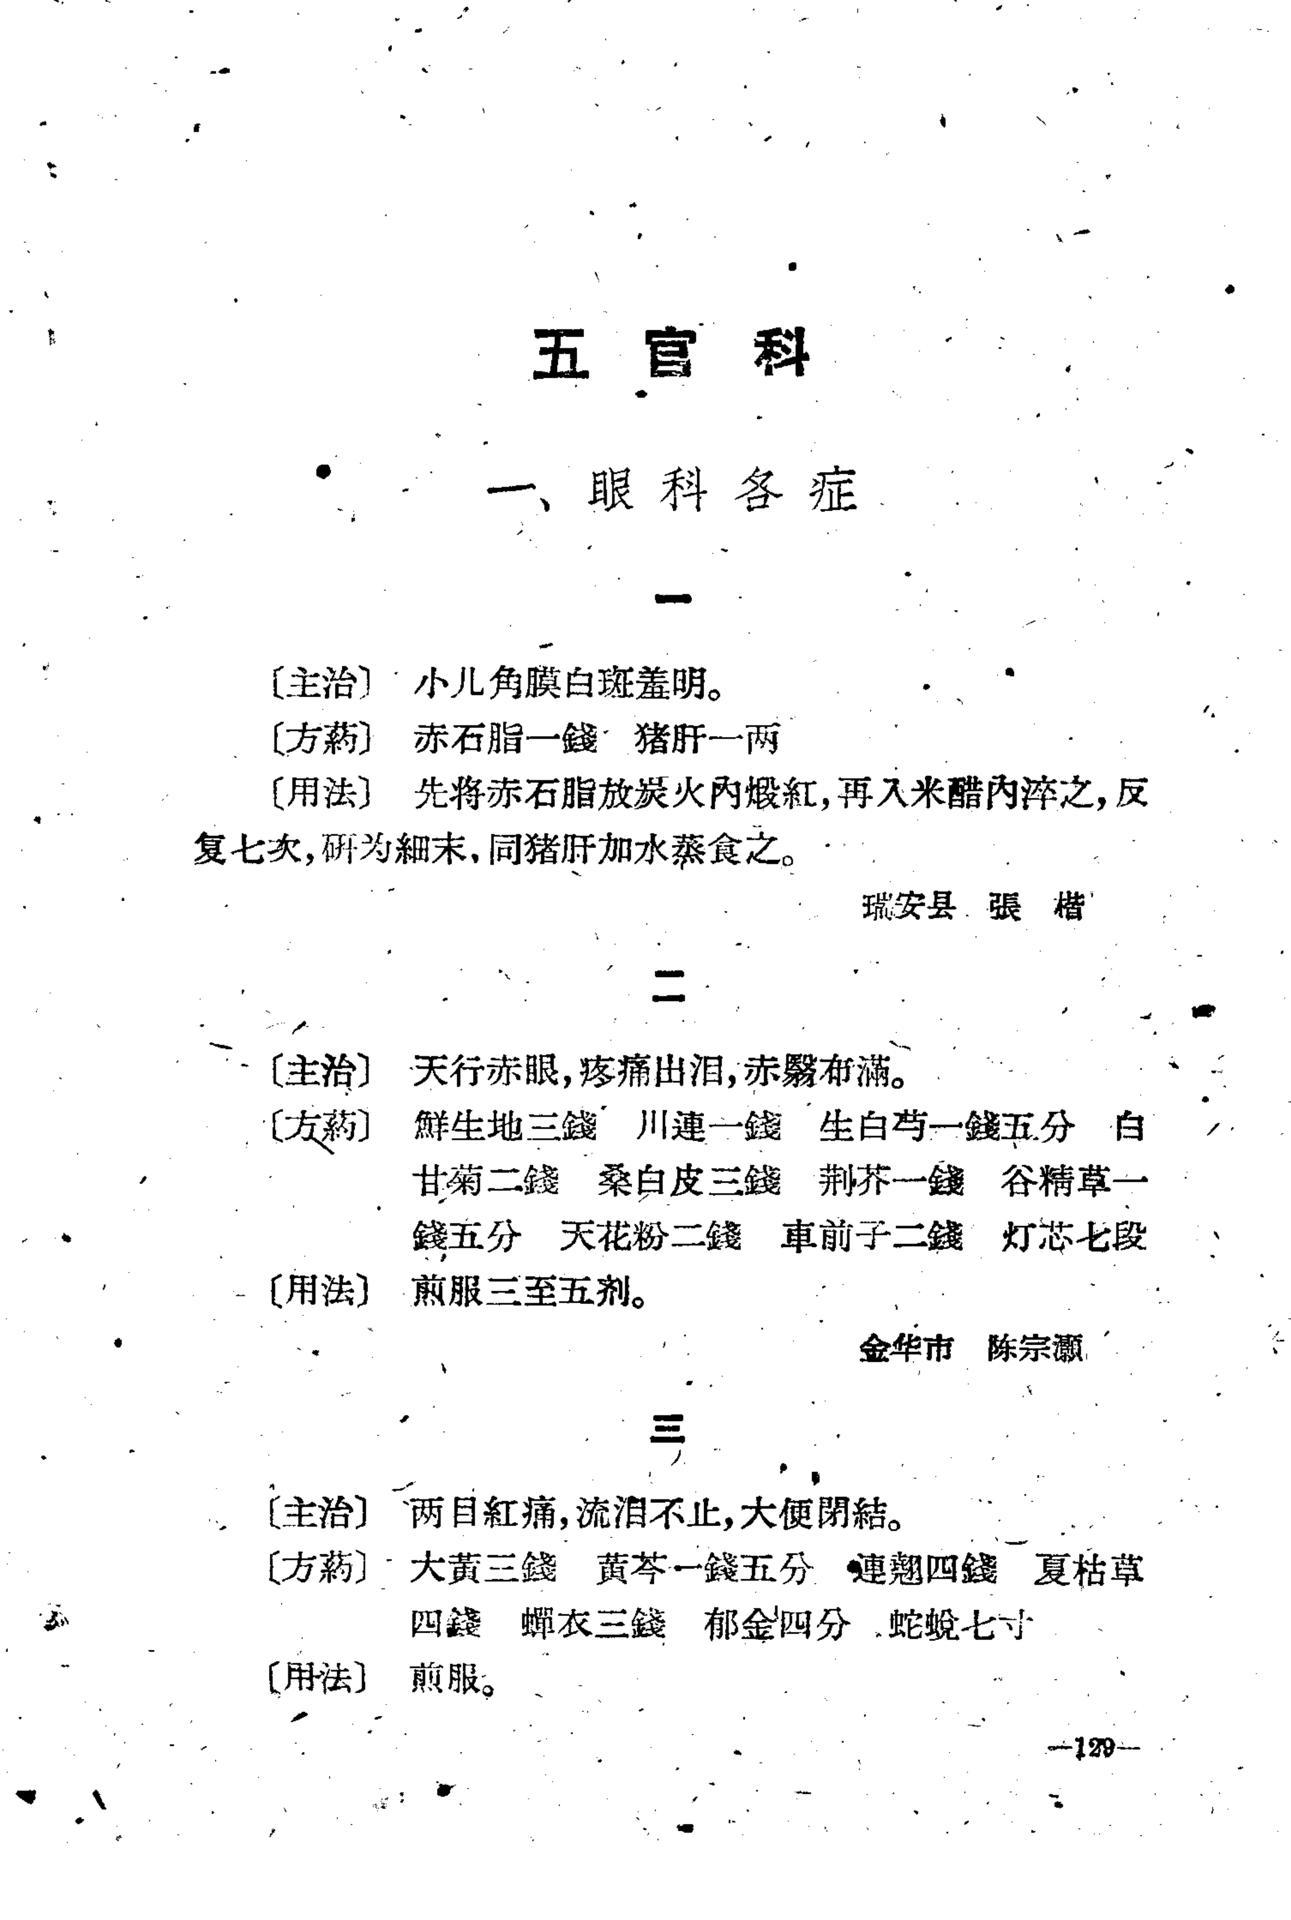 五官科
一、眼科各症
一
〔主治〕 小儿角膜白斑羞明。
〔方葯〕 赤石脂一錢 猪肝一两
〔用法〕 先将赤石脂放炭火內煅紅，再入米醋內淬之，反
复七次，研为細末，同猪肝加水蒸食之。
瑞安县 張 楷
二
〔主治〕 天行赤眼，疼痛出泪，赤翳布滿。
〔方葯〕 鮮生地三錢 川連一錢 生白芍一錢五分 白
甘菊二錢 桑白皮三錢 荆芥一錢 谷精草一
錢五分 天花粉二錢 車前子二錢 灯芯七段
〔用法〕 煎服三至五剂。
金华市 陈宗灝
三
〔主治〕 两目紅痛，流泪不止，大便閉結。
〔方葯〕 大黃三錢 黄芩一錢五分 連翘四錢 夏枯草
四錢 蟬衣三錢 郁金四分 蛇蛻七寸
〔用法〕 煎服。
—129—